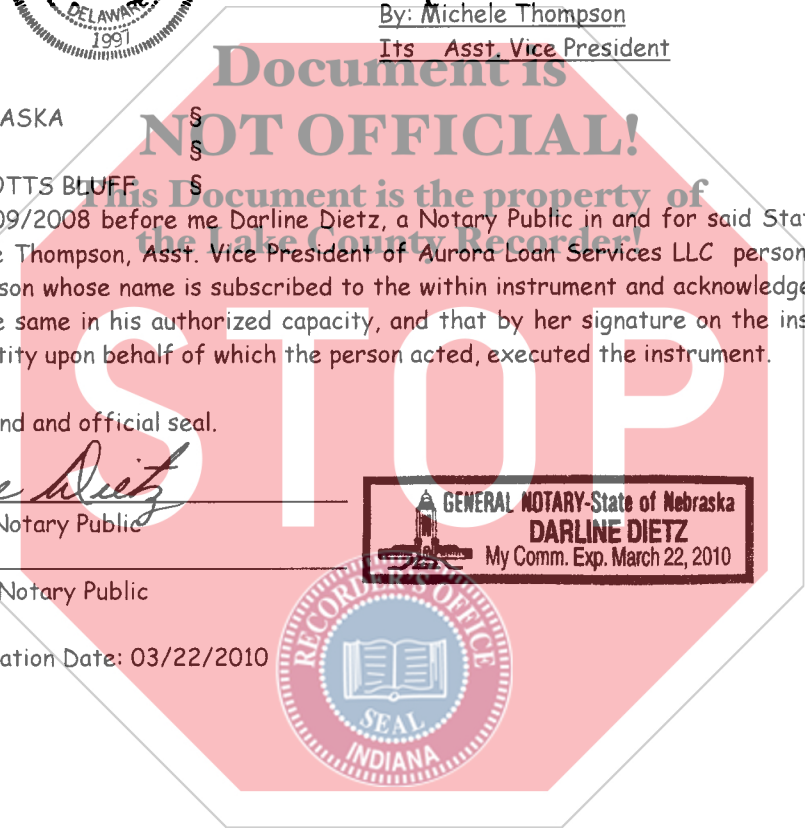 DELAWARE
1997
By: Michele Thompson
Its Asst. Vice President
Document is
NOT OFFICIAL!
This Document is the property of
the Lake County Recorder!
STOP
ASKA §
§
OTTS BLUFF §
09/2008 before me Darline Dietz, a Notary Public in and for said Stat
e Thompson, Asst. Vice President of Aurora Loan Services LLC person
son whose name is subscribed to the within instrument and acknowledge
e same in his authorized capacity, and that by her signature on the ins
tity upon behalf of which the person acted, executed the instrument.
nd and official seal.
e Dietz
Notary Public
GENERAL NOTARY-State of Nebraska
DARLINE DIETZ
My Comm. Exp. March 22, 2010
Notary Public
ation Date: 03/22/2010
RECORDER'S OFFICE
SEAL
INDIANA